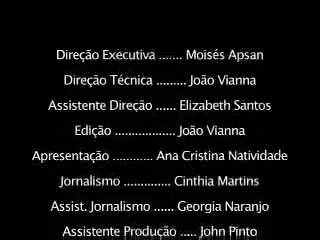 Direção Executiva ....... Moisés Apsan
Direção Técnica ......... João Vianna
Assistente Direção ...... Elizabeth Santos
Edição .................. João Vianna
Apresentação ............ Ana Cristina Natividade
Jornalismo .............. Cinthia Martins
Assist. Jornalismo ...... Georgia Naranjo
Assistente Produção ..... John Pinto